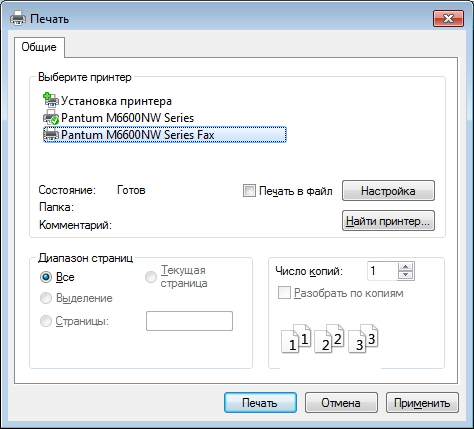 Печать
Общие
Выберите принтер
Установка принтера
Pantum M6600NW Series
Pantum M6600NW Series Fax
Состояние: Готов
Папка:
Комментарий:
Печать в файл
Настройка
Найти принтер...
Диапазон страниц
Все
Текущая
страница
Выделение
Страницы:
Число копий: 1
Разобрать по копиям
1 1 2 2 3 3
Печать
Отмена
Применить